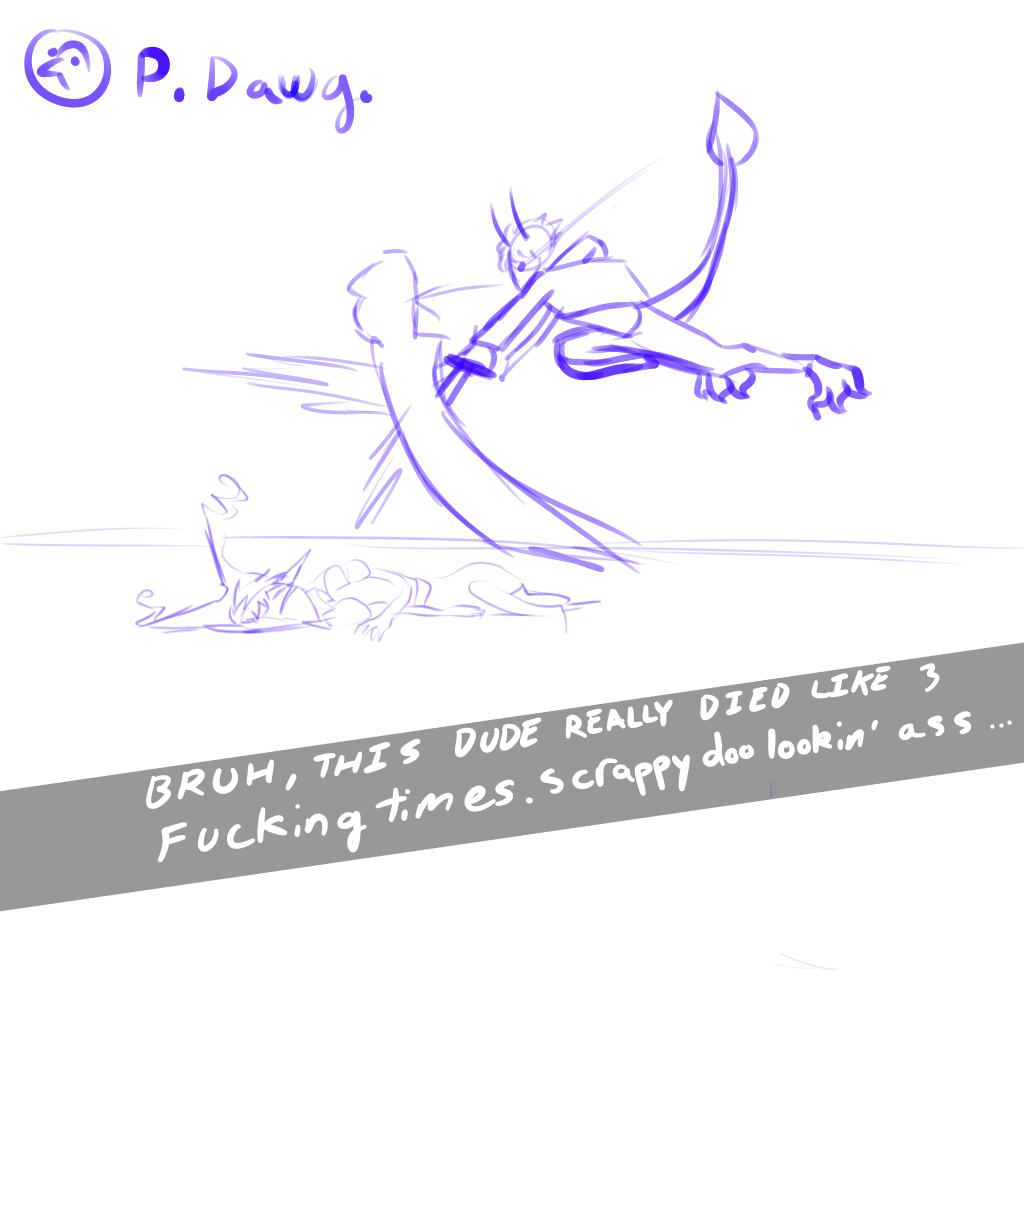 P. Dawg.
BRUH, THIS DUDE REALLY DIED LIKE 3
Fucking times. scrappy doo lookin' ass ...